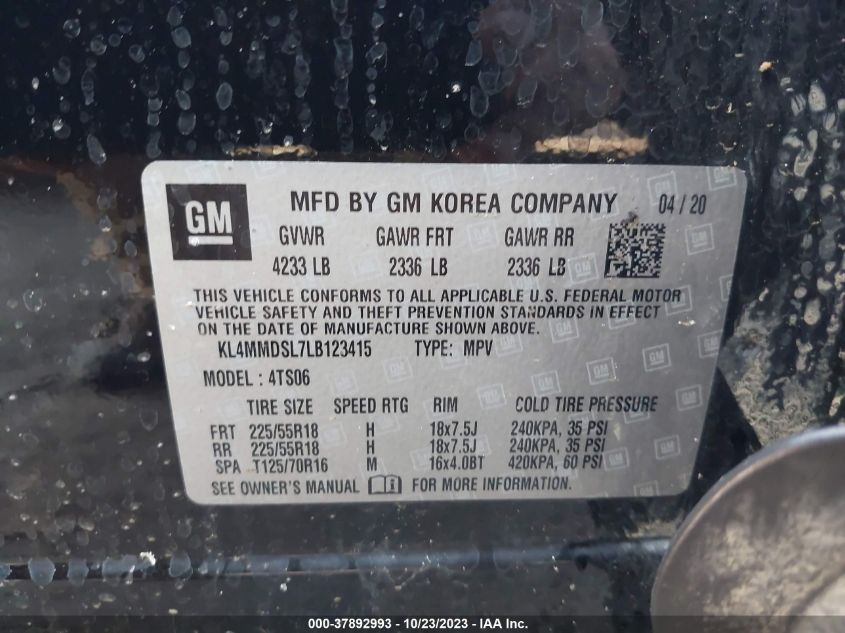 GM
MFD BY GM KOREA COMPANY 04 / 20
GVWR GAWR FRT GAWR RR
4233 LB 2336 LB 2336 LB
THIS VEHICLE CONFORMS TO ALL APPLICABLE U.S. FEDERAL MOTOR
VEHICLE SAFETY AND THEFT PREVENTION STANDARDS IN EFFECT
ON THE DATE OF MANUFACTURE SHOWN ABOVE.
KL4MMDSL7LB123415 TYPE: MPV
MODEL : 4TS06
TIRE SIZE SPEED RTG RIM COLD TIRE PRESSURE
FRT 225/55R18 H 18x7.5J 240KPA, 35 PSI
RR 225/55R18 H 18x7.5J 240KPA, 35 PSI
SPA T125/70R16 M 16x4.0BT 420KPA, 60 PSI
SEE OWNER'S MANUAL FOR MORE INFORMATION.
000-37892993 - 10/23/2023 - IAA Inc.